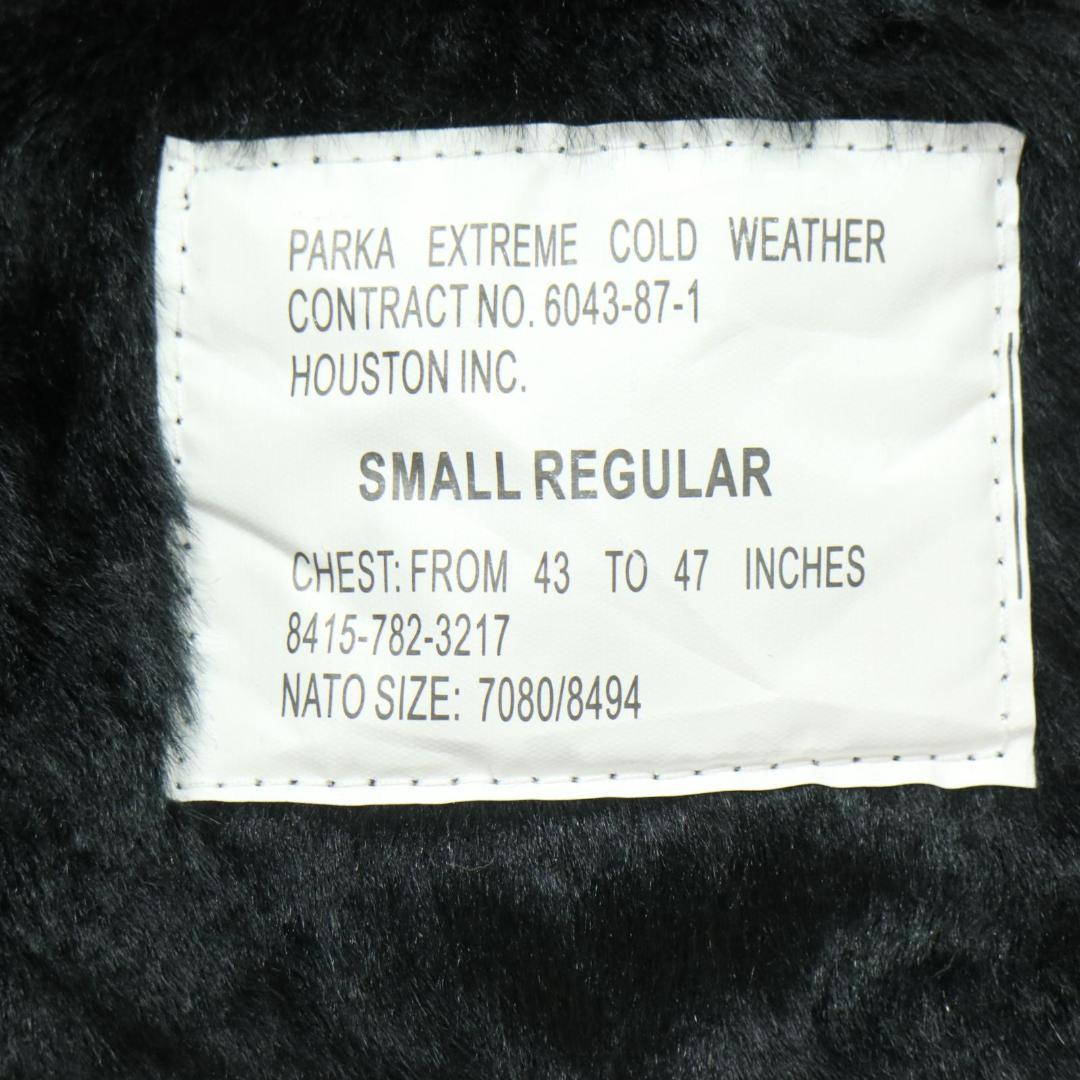 PARKA EXTREME COLD WEATHER
CONTRACT NO. 6043-87-1
HOUSTON INC.
SMALL REGULAR
CHEST: FROM 43 TO 47 INCHES
8415-782-3217
NATO SIZE: 7080/8494